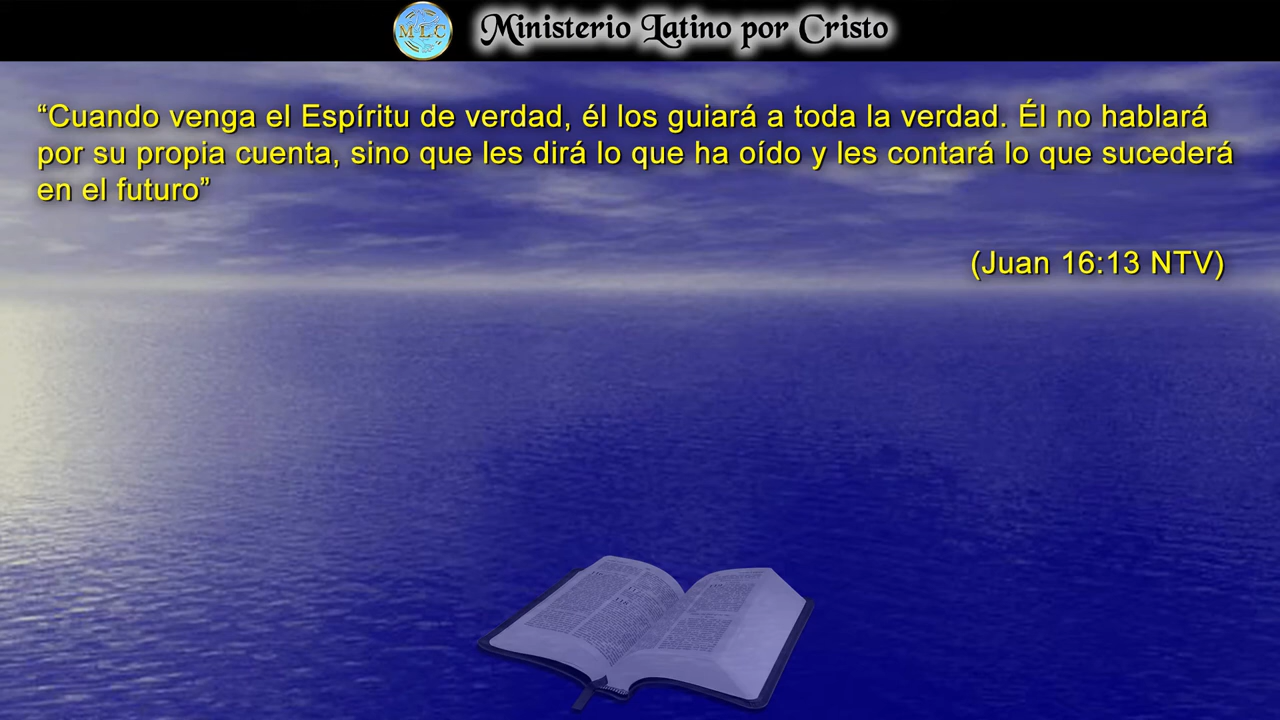 MLC
Ministerio Latino por Cristo
“Cuando venga el Espíritu de verdad, él los guiará a toda la verdad. Él no hablará
por su propia cuenta, sino que les dirá lo que ha oído y les contará lo que sucederá
en el futuro”
(Juan 16:13 NTV)